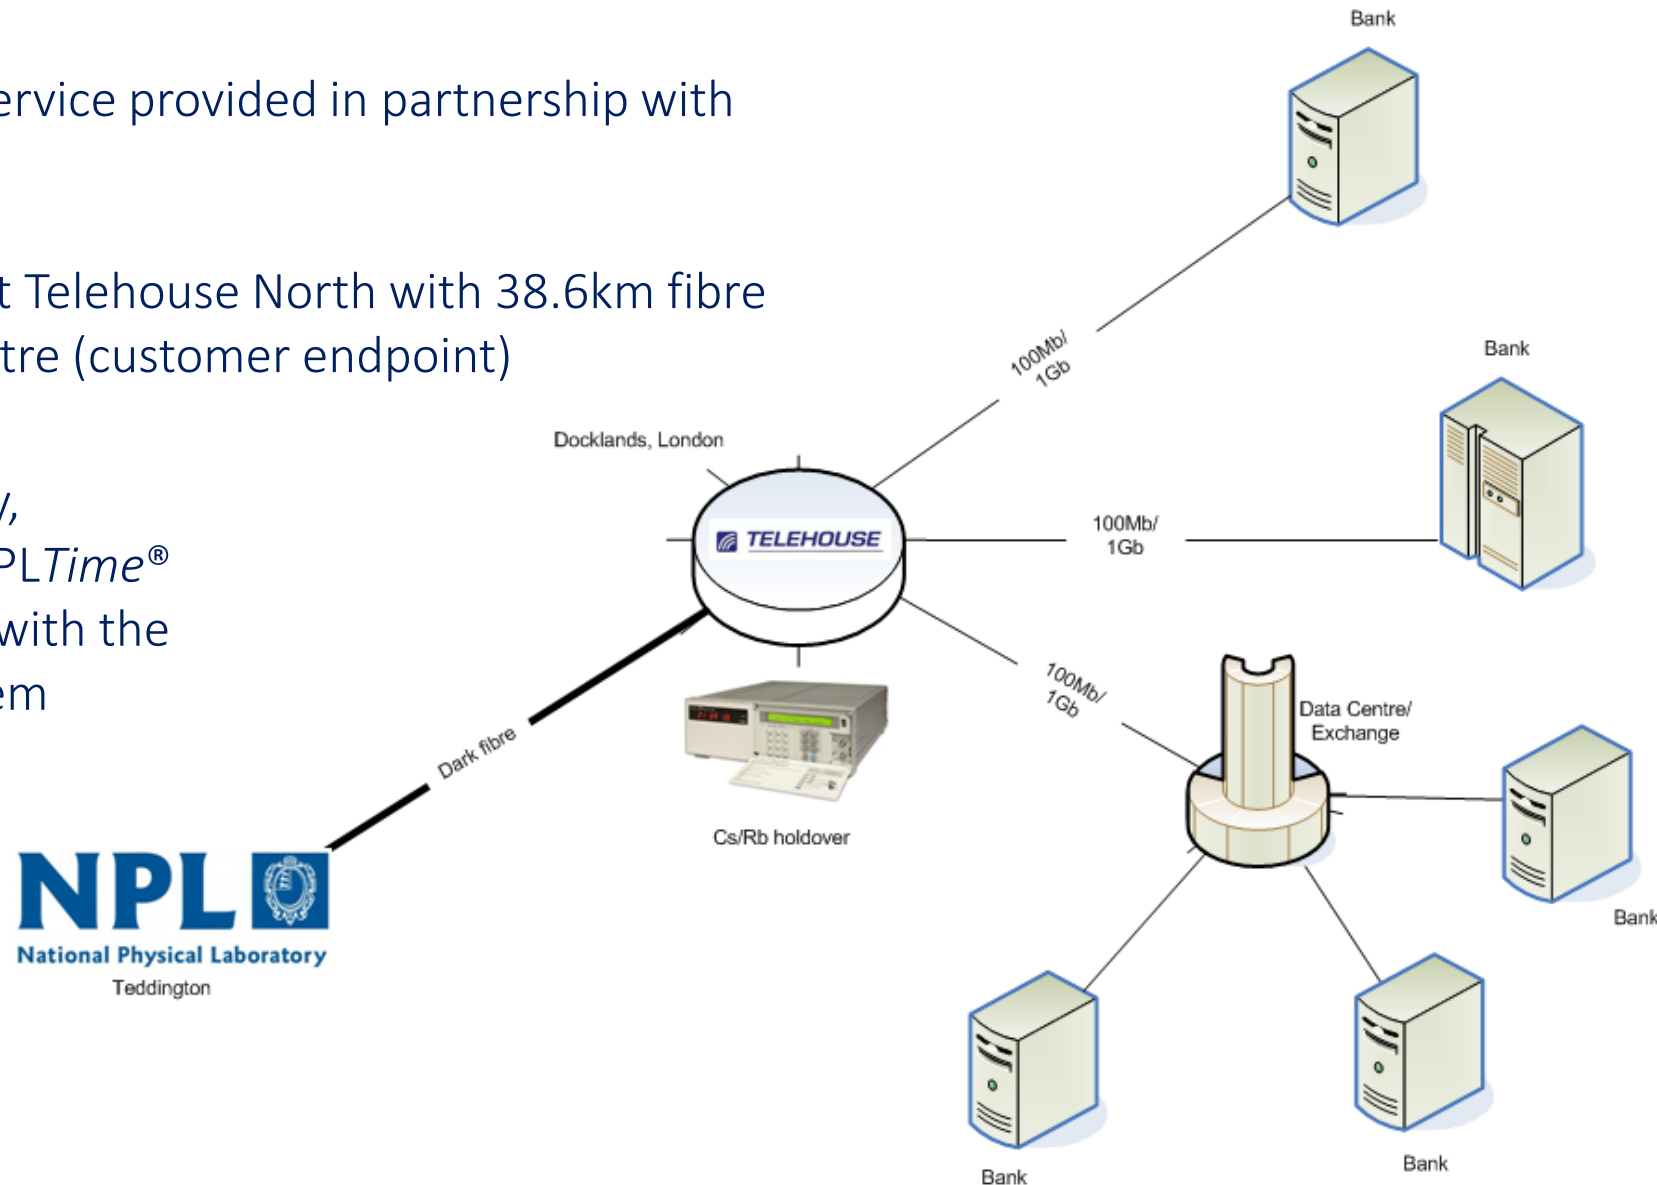 ervice provided in partnership with
t Telehouse North with 38.6km fibre
tre (customer endpoint)
y,
PLTime®
with the
em
Bank
100Mb/
1Gb
Bank
Docklands, London
TELEHOUSE
100Mb/
1Gb
100Mb/
1Gb
Data Centre/
Exchange
Dark fibre
Cs/Rb holdover
NPL
National Physical Laboratory
Teddington
Bank
Bank
Bank